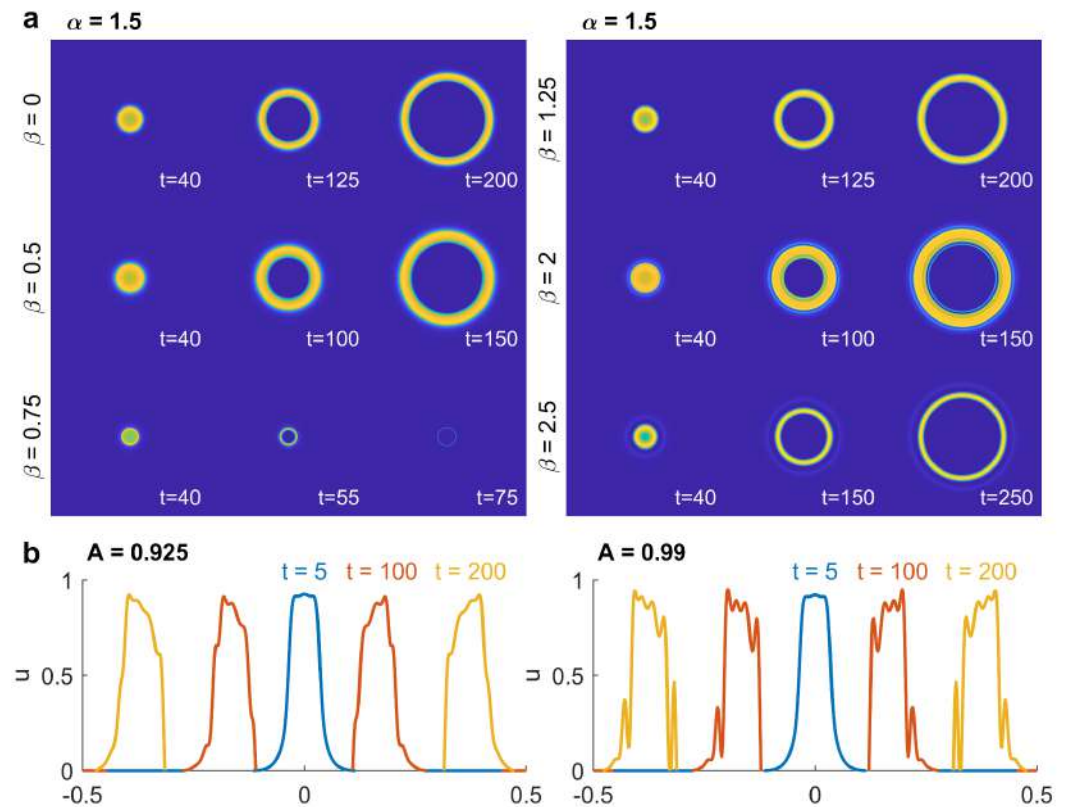 a α = 1.5 α = 1.5
β = 0 t=40 t=125 t=200
β = 1.25 t=40 t=125 t=200
β = 0.5 t=40 t=100 t=150
β = 2 t=40 t=100 t=150
β = 0.75 t=40 t=55 t=75
β = 2.5 t=40 t=150 t=250
b A = 0.925 A = 0.99
t = 5 t = 100 t = 200 t = 5 t = 100 t = 200
1 1
u 0.5 u 0.5
0 0
-0.5 0 0.5 -0.5 0 0.5